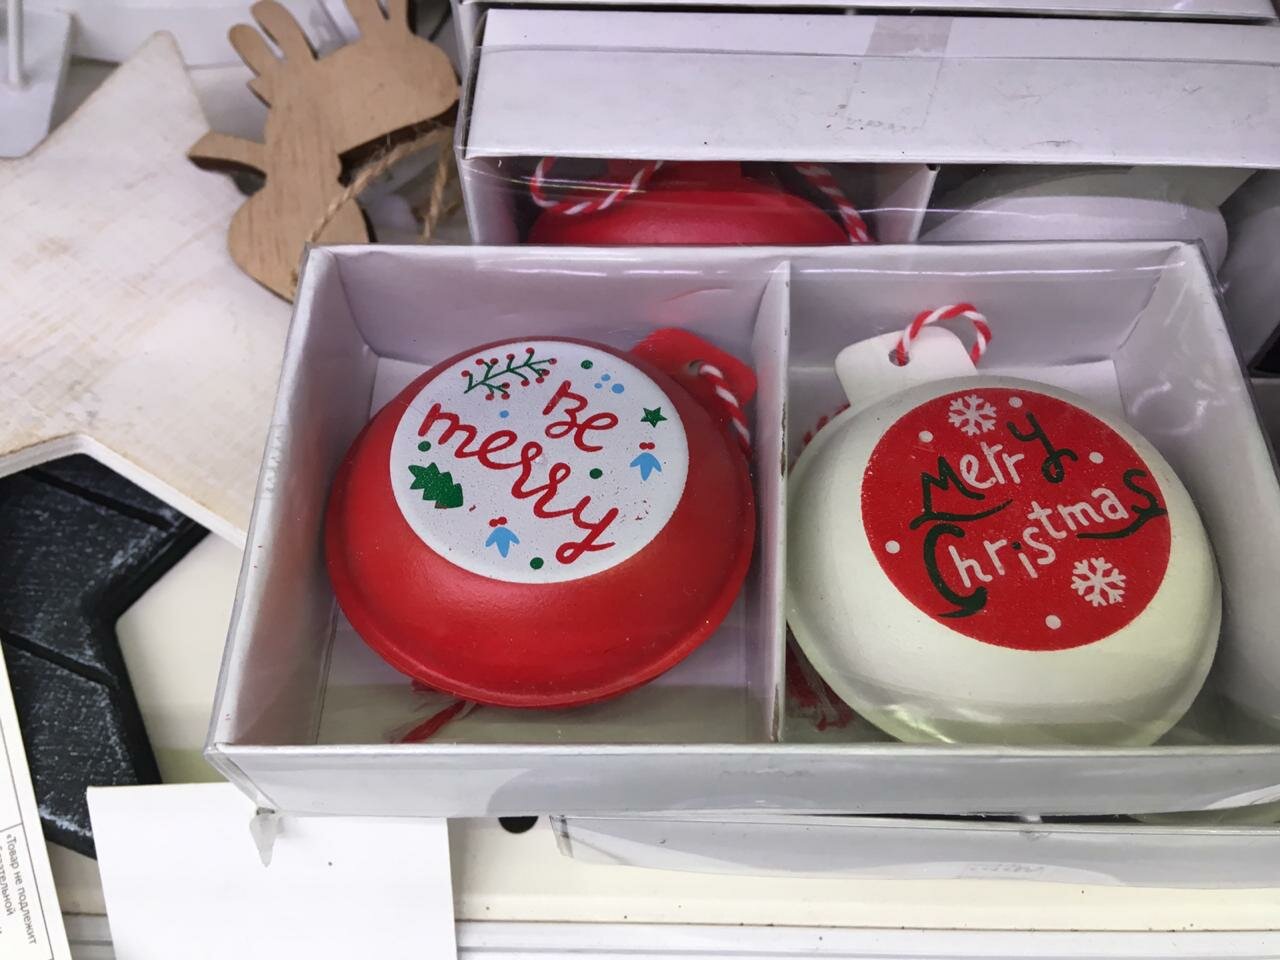 Be
merry
Merry
Christmas
«Товар не подлежит